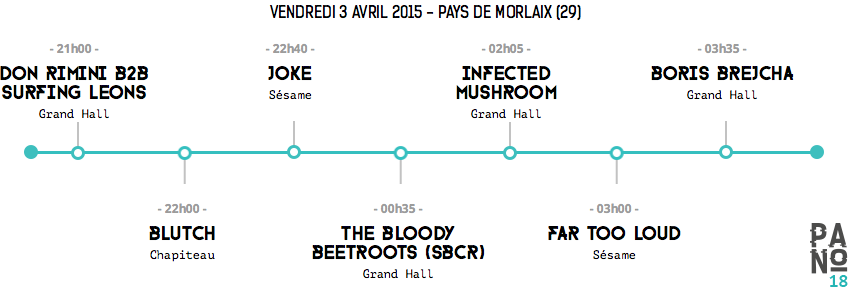 VENDREDI 3 AVRIL 2015 – PAYS DE MORLAIX (29)
- 21h00 -
DON RIMINI B2B
SURFING LEONS
Grand Hall
- 22h00 -
BLUTCH
Chapiteau
- 22h40 -
JOKE
Sésame
- 00h35 -
THE BLOODY
BEETROOTS (SBCR)
Grand Hall
- 02h05 -
INFECTED
MUSHROOM
Grand Hall
- 03h00 -
FAR TOO LOUD
Sésame
- 03h35 -
BORIS BREJCHA
Grand Hall
PA
No
18